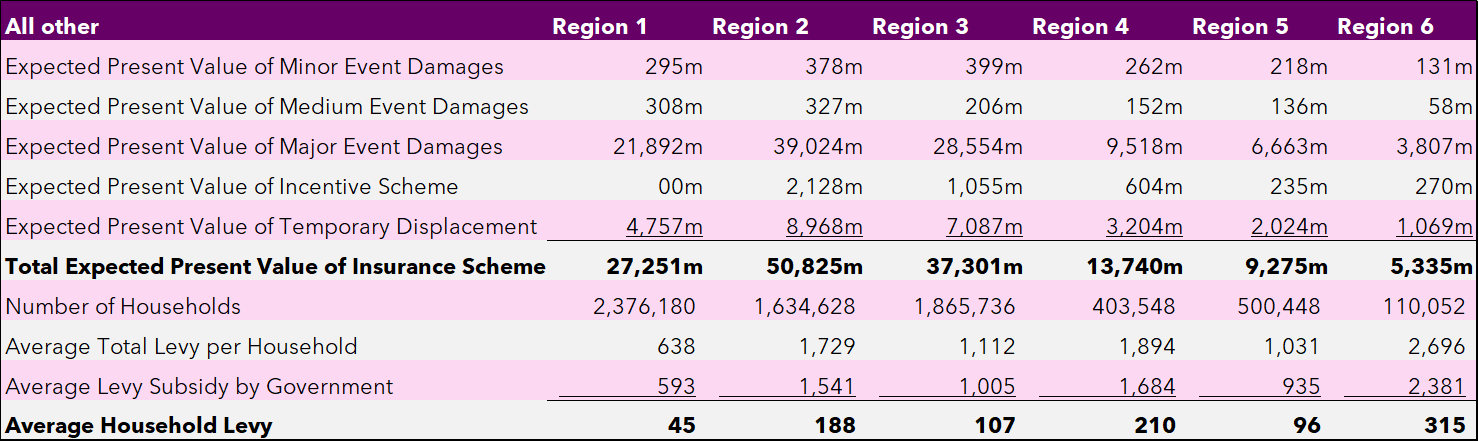 All other Region 1 Region 2 Region 3 Region 4 Region 5 Region 6
Expected Present Value of Minor Event Damages 295m 378m 399m 262m 218m 131m
Expected Present Value of Medium Event Damages 308m 327m 206m 152m 136m 58m
Expected Present Value of Major Event Damages 21,892m 39,024m 28,554m 9,518m 6,663m 3,807m
Expected Present Value of Incentive Scheme 00m 2,128m 1,055m 604m 235m 270m
Expected Present Value of Temporary Displacement 4,757m 8,968m 7,087m 3,204m 2,024m 1,069m
Total Expected Present Value of Insurance Scheme 27,251m 50,825m 37,301m 13,740m 9,275m 5,335m
Number of Households 2,376,180 1,634,628 1,865,736 403,548 500,448 110,052
Average Total Levy per Household 638 1,729 1,112 1,894 1,031 2,696
Average Levy Subsidy by Government 593 1,541 1,005 1,684 935 2,381
Average Household Levy 45 188 107 210 96 315